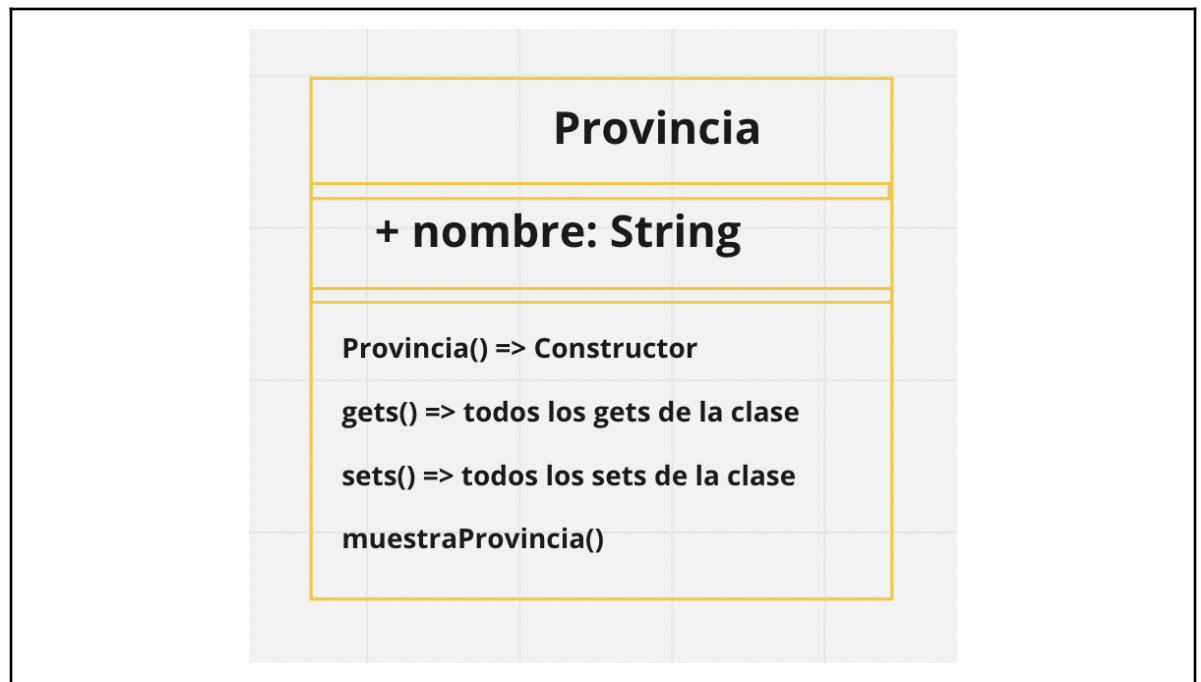 Provincia
+ nombre: String
Provincia() => Constructor
gets() => todos los gets de la clase
sets() => todos los sets de la clase
muestraProvincia()